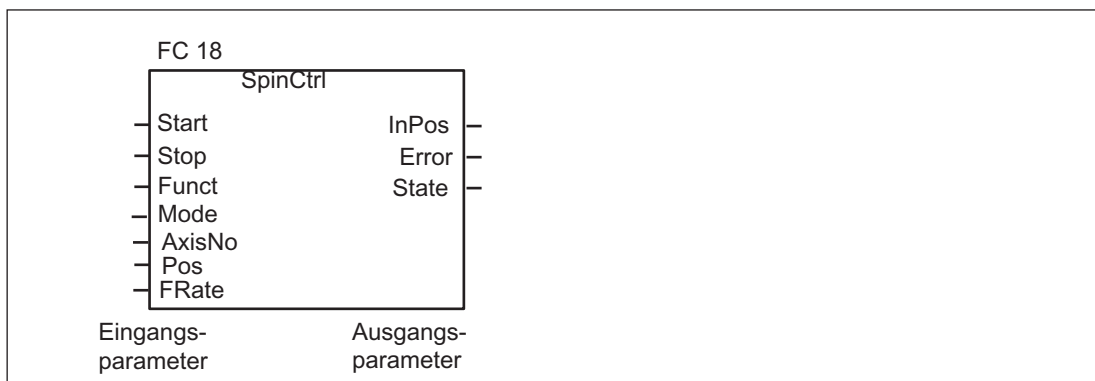 FC 18
SpinCtrl
Start
Stop
Funct
Mode
AxisNo
Pos
FRate
InPos
Error
State
Eingangs-
parameter
Ausgangs-
parameter